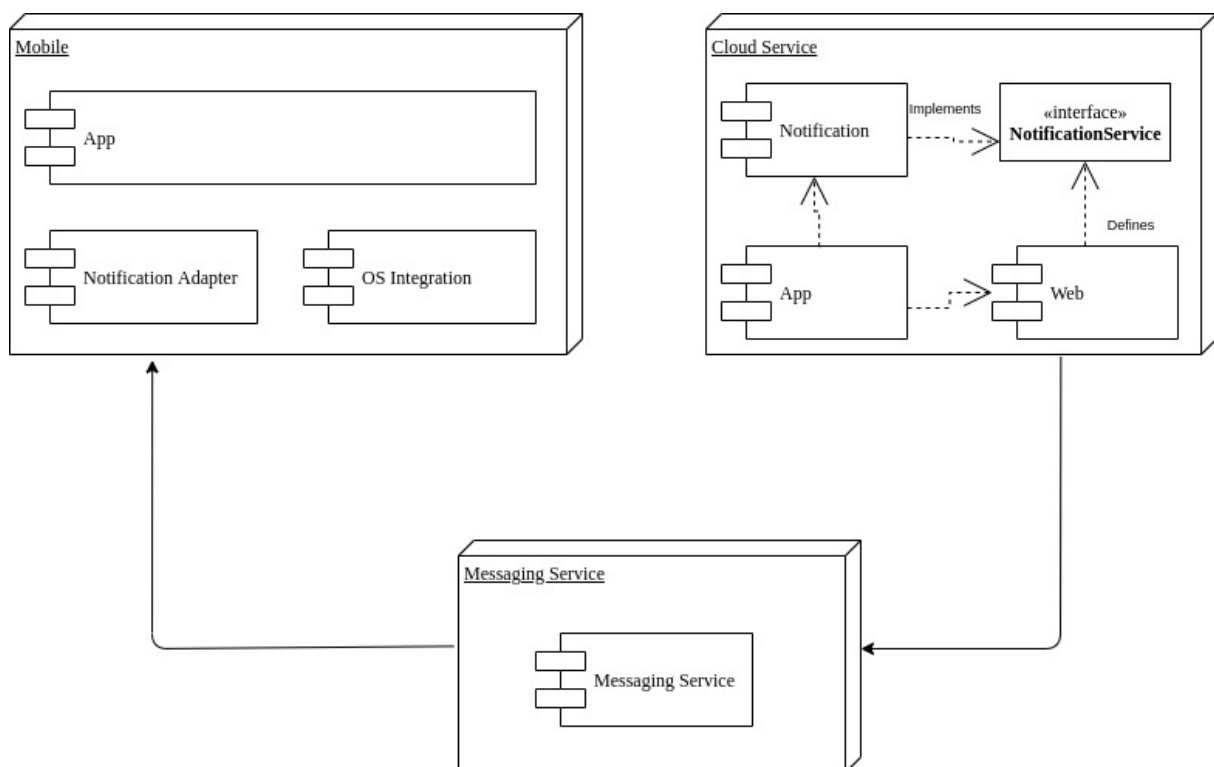 Mobile
App
Notification Adapter
OS Integration
Cloud Service
Notification
Implements
«interface»
NotificationService
Defines
App
Web
Messaging Service
Messaging Service